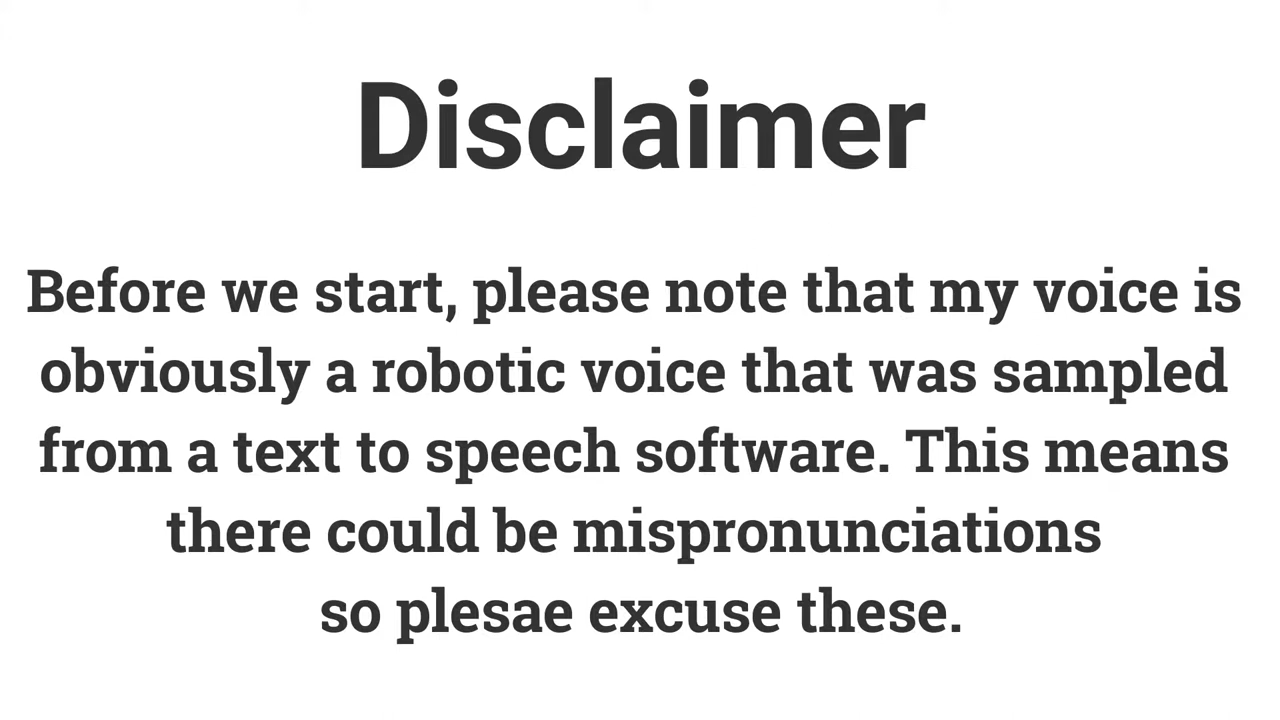 Disclaimer
Before we start, please note that my voice is
obviously a robotic voice that was sampled
from a text to speech software. This means
there could be mispronunciations
so plesae excuse these.